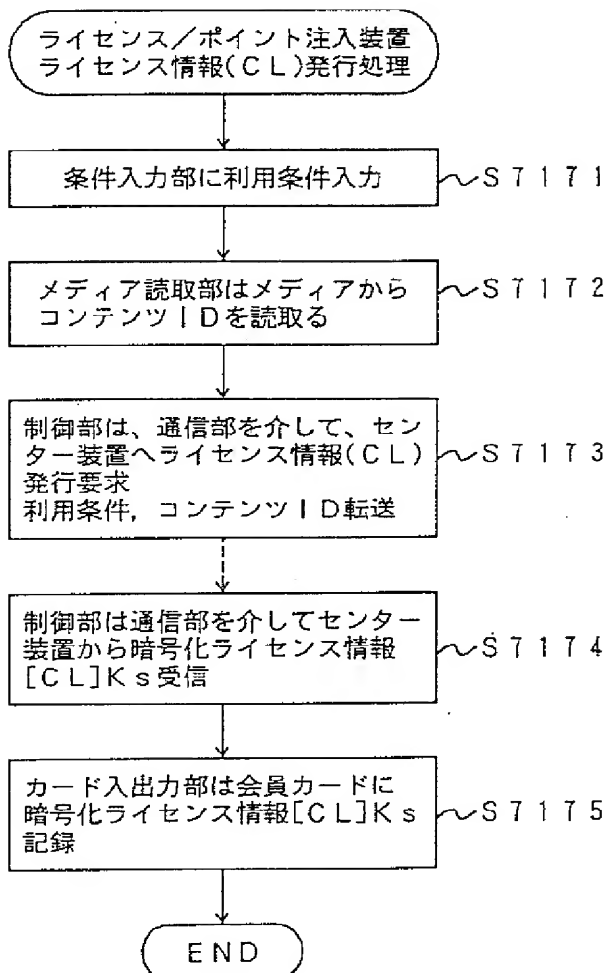 ライセンス/ポイント注入装置
ライセンス情報(CL)発行処理
条件入力部に利用条件入力
~S7171
メディア読取部はメディアから
コンテンツIDを読取る
~S7172
制御部は、通信部を介して、セン
ター装置へライセンス情報(CL)
発行要求
利用条件,コンテンツID転送
~S7173
制御部は通信部を介してセンター
装置から暗号化ライセンス情報
[CL]Ks受信
~S7174
カード入出力部は会員カードに
暗号化ライセンス情報[CL]Ks
記録
~S7175
END